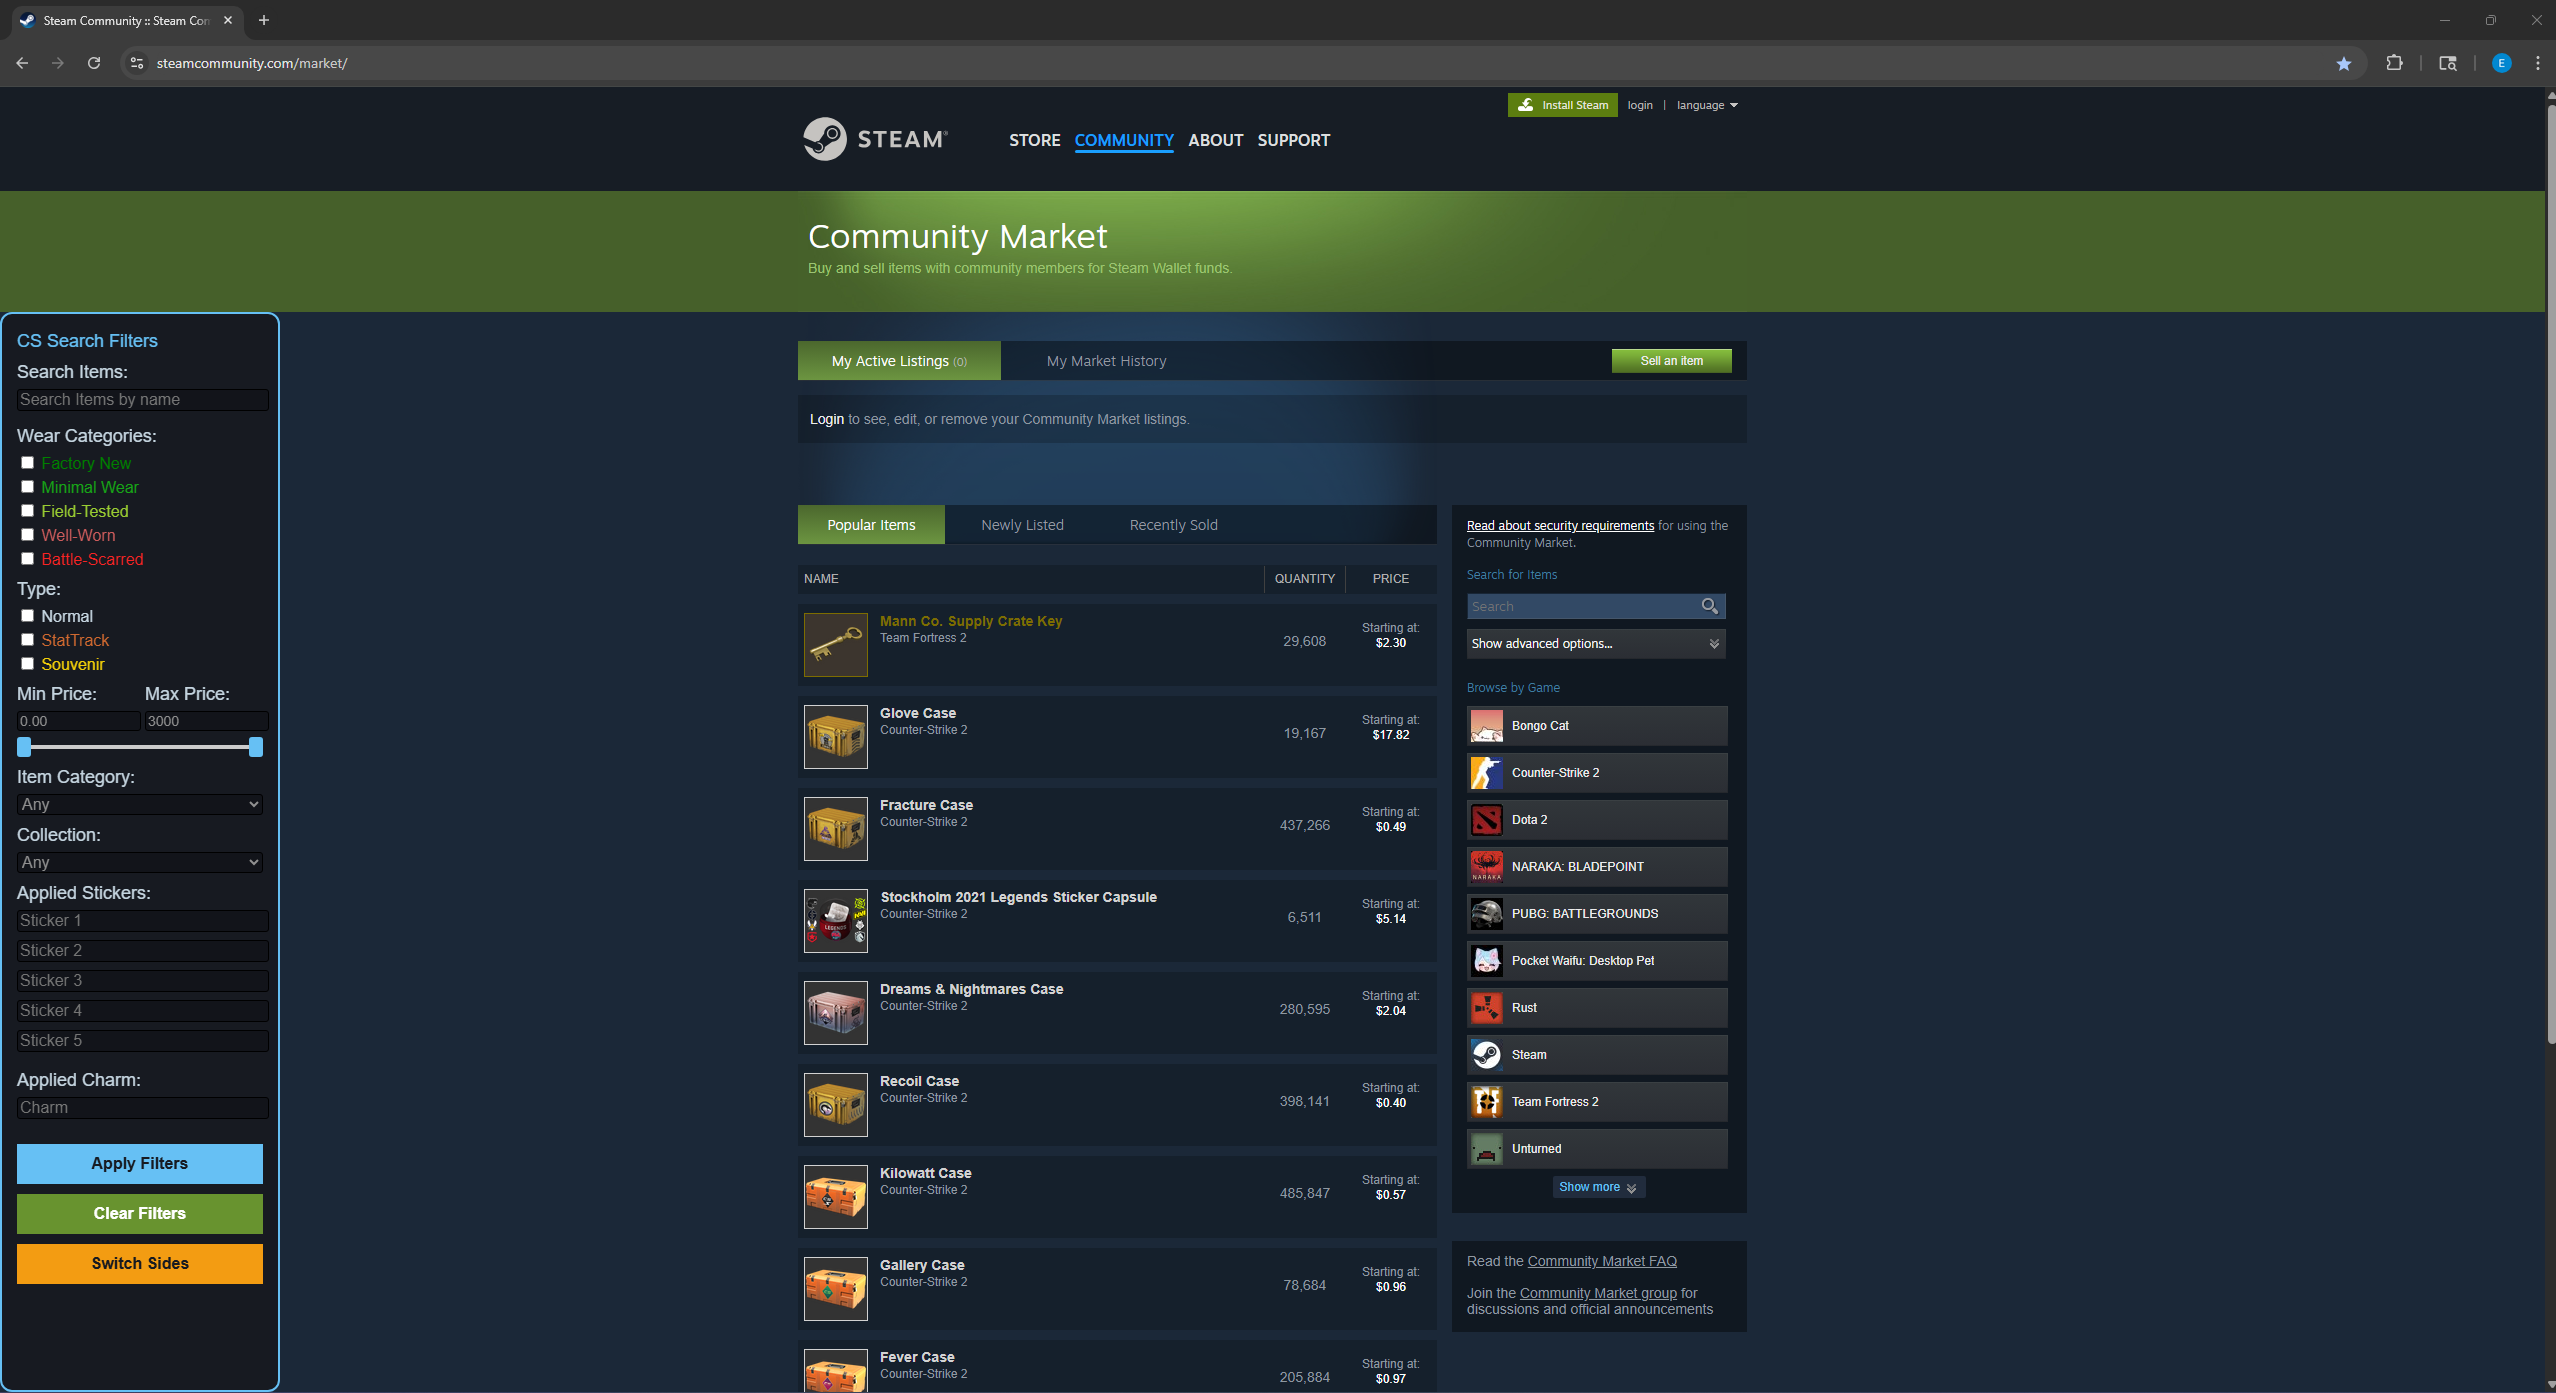 Steam Community :: Steam Com
steamcommunity.com/market/
E
Install Steam
login | language
STEAM®
STORE COMMUNITY ABOUT SUPPORT
Community Market
Buy and sell items with community members for Steam Wallet funds.
CS Search Filters
Search Items:
Search Items by name
Wear Categories:
Factory New
Minimal Wear
Field-Tested
Well-Worn
Battle-Scarred
Type:
Normal
StatTrack
Souvenir
Min Price: Max Price:
0.00 3000
Item Category:
Any
Collection:
Any
Applied Stickers:
Sticker 1
Sticker 2
Sticker 3
Sticker 4
Sticker 5
Applied Charm:
Charm
Apply Filters
Clear Filters
Switch Sides
My Active Listings (0) My Market History Sell an item
Login to see, edit, or remove your Community Market listings.
Popular Items Newly Listed Recently Sold
NAME QUANTITY PRICE
Mann Co. Supply Crate Key
Team Fortress 2
29,608
Starting at:
$2.30
Glove Case
Counter-Strike 2
19,167
Starting at:
$17.82
Fracture Case
Counter-Strike 2
437,266
Starting at:
$0.49
LEGENDS
Stockholm 2021 Legends Sticker Capsule
Counter-Strike 2
6,511
Starting at:
$5.14
Dreams & Nightmares Case
Counter-Strike 2
280,595
Starting at:
$2.04
Recoil Case
Counter-Strike 2
398,141
Starting at:
$0.40
Kilowatt Case
Counter-Strike 2
485,847
Starting at:
$0.57
Gallery Case
Counter-Strike 2
78,684
Starting at:
$0.96
Fever Case
Counter-Strike 2
205,884
Starting at:
$0.97
Read about security requirements for using the
Community Market.
Search for Items
Search
Show advanced options...
Browse by Game
Bongo Cat
Counter-Strike 2
Dota 2
NARAKA
NARAKA: BLADEPOINT
PUBG: BATTLEGROUNDS
Pocket Waifu: Desktop Pet
Rust
Steam
Team Fortress 2
Unturned
Show more
Read the Community Market FAQ
Join the Community Market group for
discussions and official announcements